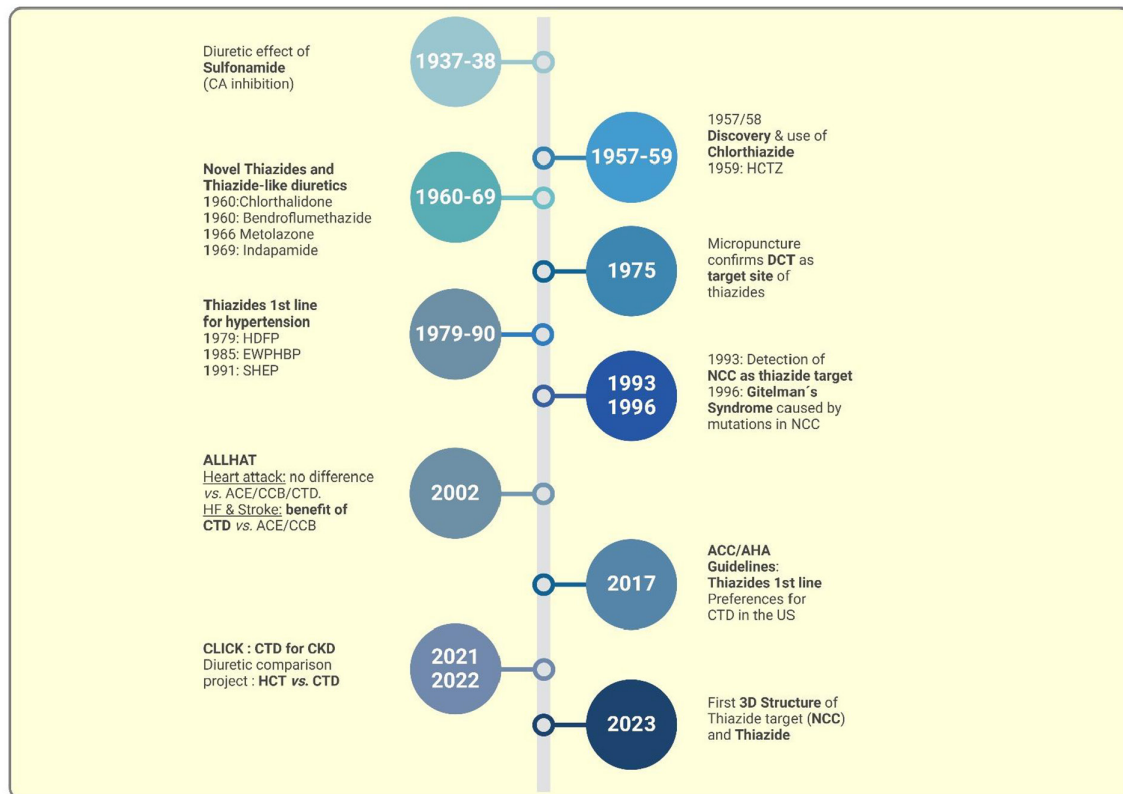 Diuretic effect of
Sulfonamide
(CA inhibition)
1937-38
1957-59
1957/58
Discovery & use of
Chlorthiazide
1959: HCTZ
Novel Thiazides and
Thiazide-like diuretics
1960:Chlorthalidone
1960: Bendroflumethazide
1966 Metolazone
1969: Indapamide
1960-69
1975
Micropuncture
confirms DCT as
target site of
thiazides
Thiazides 1st line
for hypertension
1979: HDFP
1985: EWPHBP
1991: SHEP
1979-90
1993
1996
1993: Detection of
NCC as thiazide target
1996: Gitelman´s
Syndrome caused by
mutations in NCC
ALLHAT
Heart attack: no difference
vs. ACE/CCB/CTD.
HF & Stroke: benefit of
CTD vs. ACE/CCB
2002
2017
ACC/AHA
Guidelines:
Thiazides 1st line
Preferences for
CTD in the US
CLICK : CTD for CKD
Diuretic comparison
project : HCT vs. CTD
2021
2022
2023
First 3D Structure of
Thiazide target (NCC)
and Thiazide